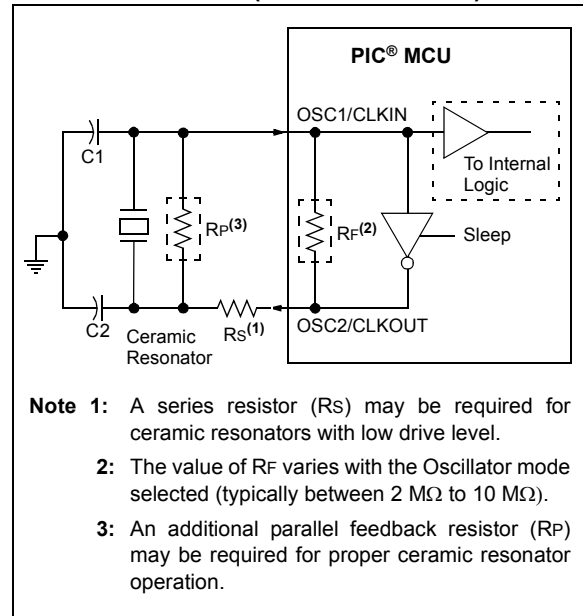 PIC® MCU
OSC1/CLKIN
C1
To Internal
Logic
RP(3)
RF(2)
Sleep
C2
Ceramic
Resonator
RS(1)
OSC2/CLKOUT
Note 1: A series resistor (RS) may be required for
ceramic resonators with low drive level.
2: The value of RF varies with the Oscillator mode
selected (typically between 2 MΩ to 10 MΩ).
3: An additional parallel feedback resistor (RP)
may be required for proper ceramic resonator
operation.